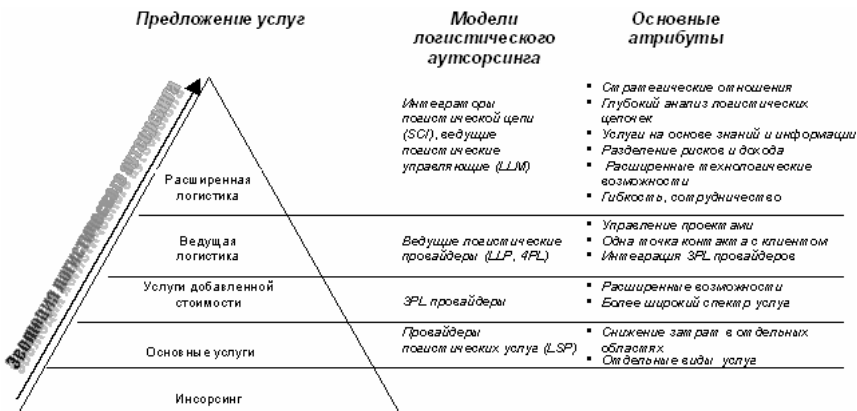 Предложение услуг
Модели
логистического
аутсорсинга
Основные
атрибуты
Эволюция логистического аутсорсинга
Расширенная
логистика
Интеграторы
логистической цепи
(SCI), ведущие
логистические
управляющие (LLM)
▪ Стратегические отношения
▪ Глубокий анализ логистических
цепочек
▪ Услуги на основе знаний и информации
▪ Разделение рисков и дохода
▪ Расширенные технологические
возможности
▪ Гибкость, сотрудничество
Ведущая
логистика
Ведущие логистические
провайдеры (LLP, 4PL)
▪ Управление проектами
▪ Одна точка контакта с клиентом
▪ Интеграция 3PL провайдеров
Услуги добавленной
стоимости
3PL провайдеры
▪ Расширенные возможности
▪ Более широкий спектр услуг
Основные услуги
Провайдеры
логистических услуг (LSP)
▪ Снижение затрат в отдельных
областях
▪ Отдельные виды услуг
Инсорсинг